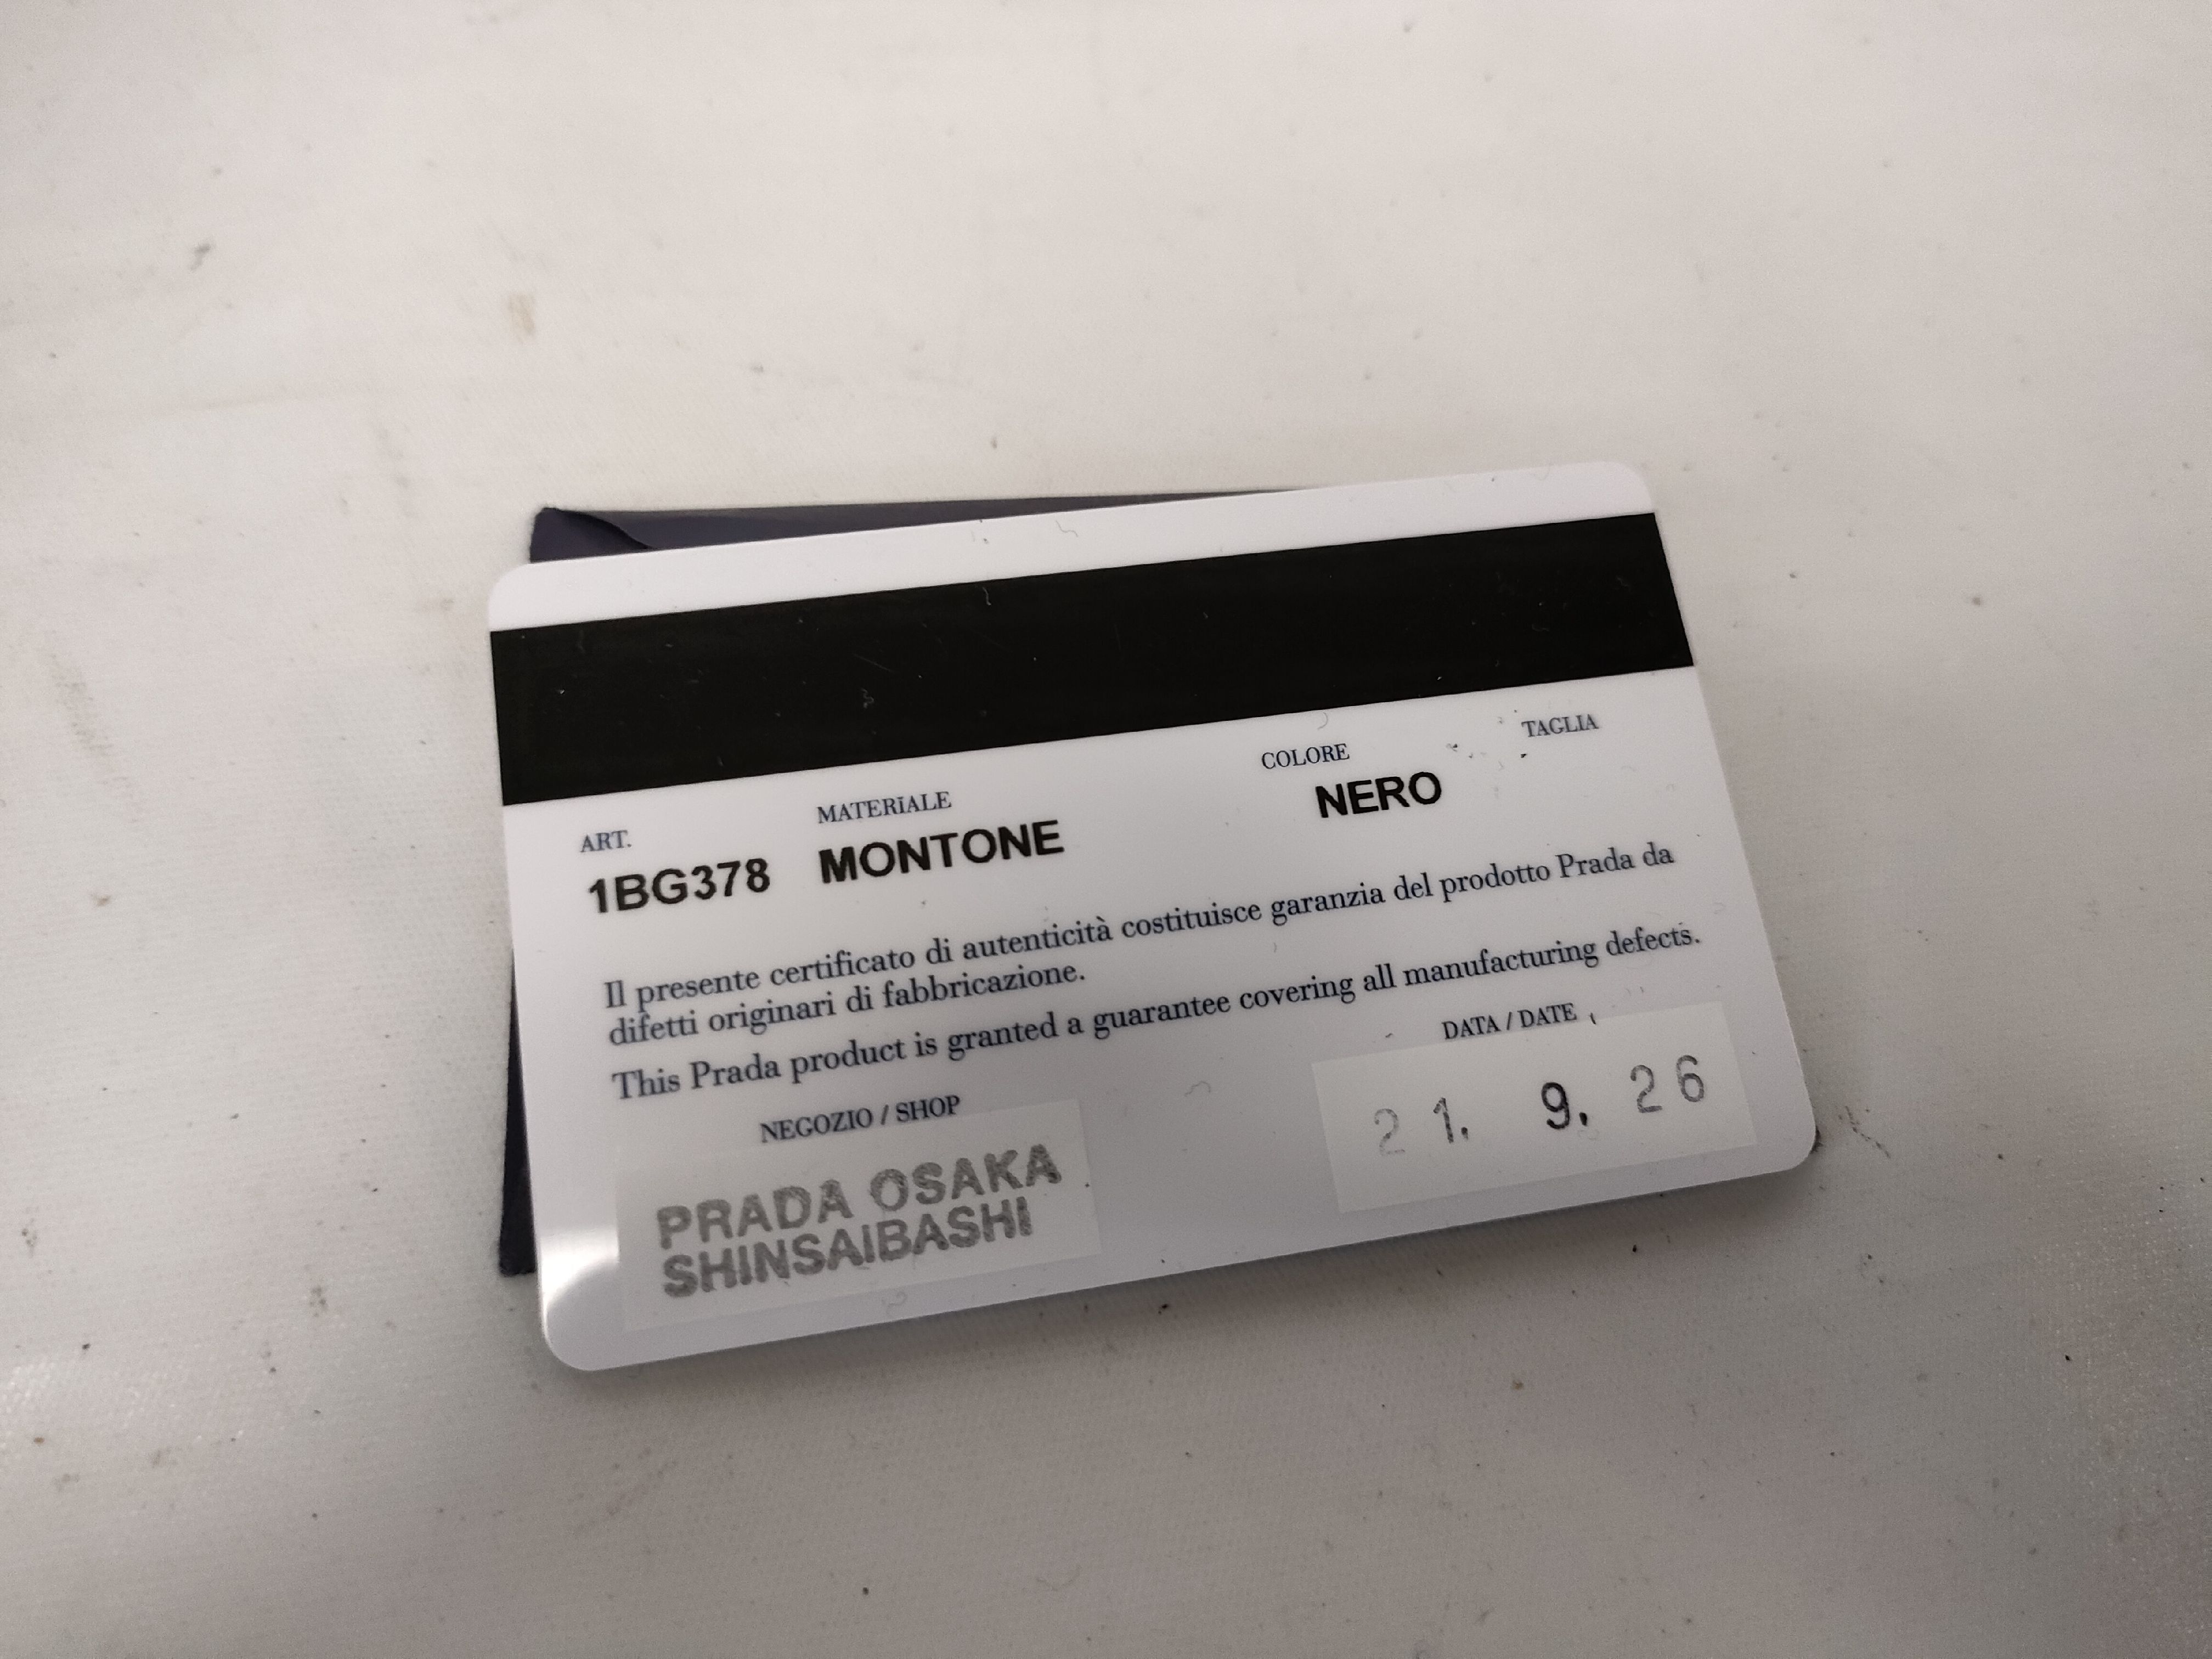 ART.
MATERIALE
COLORE
TAGLIA
1BG378
MONTONE
NERO
Il presente certificato di autenticità costituisce garanzia del prodotto Prada da
difetti originari di fabbricazione.
This Prada product is granted a guarantee covering all manufacturing defects.
NEGOZIO / SHOP
DATA / DATE
PRADA OSAKA
SHINSAIBASHI
21. 9. 26